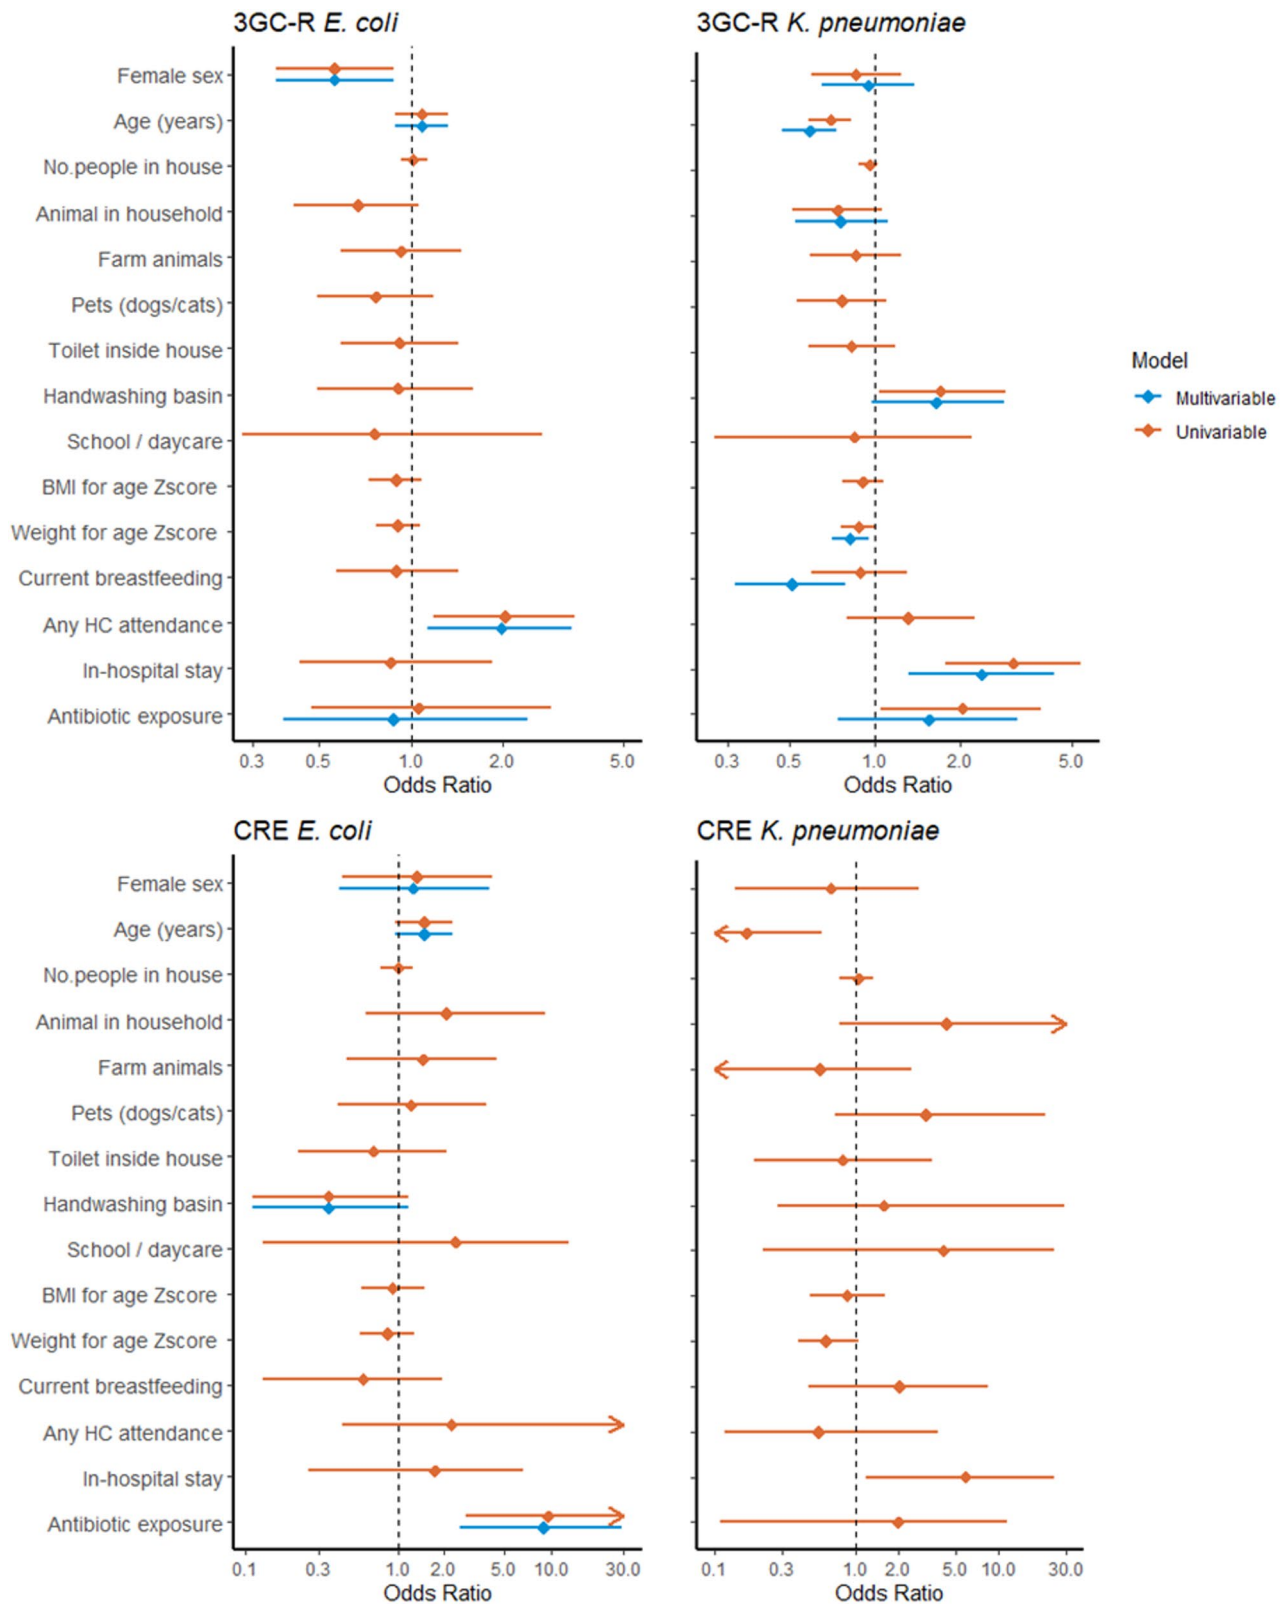 3GC-R E. coli
3GC-R K. pneumoniae
Female sex
Age (years)
No.people in house
Animal in household
Farm animals
Pets (dogs/cats)
Toilet inside house
Handwashing basin
School / daycare
BMI for age Zscore
Weight for age Zscore
Current breastfeeding
Any HC attendance
In-hospital stay
Antibiotic exposure
0.3 0.5 1.0 2.0 5.0
Odds Ratio
0.3 0.5 1.0 2.0 5.0
Odds Ratio
Model
Multivariable
Univariable
CRE E. coli
CRE K. pneumoniae
Female sex
Age (years)
No.people in house
Animal in household
Farm animals
Pets (dogs/cats)
Toilet inside house
Handwashing basin
School / daycare
BMI for age Zscore
Weight for age Zscore
Current breastfeeding
Any HC attendance
In-hospital stay
Antibiotic exposure
0.1 0.3 1.0 2.0 5.0 10.0 30.0
Odds Ratio
0.1 0.3 1.0 2.0 5.0 10.0 30.0
Odds Ratio